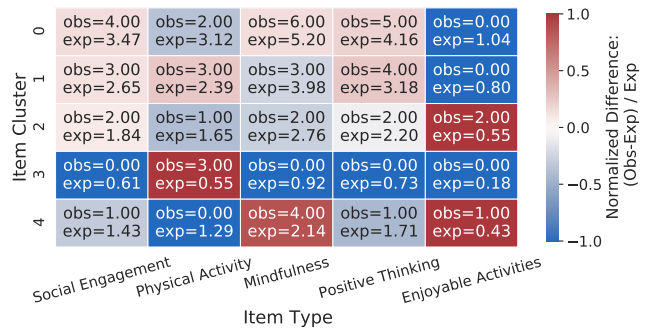 obs=4.00 obs=2.00 obs=6.00 obs=5.00 obs=0.00
exp=3.47 exp=3.12 exp=5.20 exp=4.16 exp=1.04
obs=3.00 obs=3.00 obs=3.00 obs=4.00 obs=0.00
exp=2.65 exp=2.39 exp=3.98 exp=3.18 exp=0.80
obs=2.00 obs=1.00 obs=2.00 obs=2.00 obs=2.00
exp=1.84 exp=1.65 exp=2.76 exp=2.20 exp=0.55
obs=0.00 obs=3.00 obs=0.00 obs=0.00 obs=0.00
exp=0.61 exp=0.55 exp=0.92 exp=0.73 exp=0.18
obs=1.00 obs=0.00 obs=4.00 obs=1.00 obs=1.00
exp=1.43 exp=1.29 exp=2.14 exp=1.71 exp=0.43
0
1
2
3
4
Item Cluster
Social Engagement
Physical Activity
Mindfulness
Positive Thinking
Enjoyable Activities
Item Type
1.0
0.5
0.0
−0.5
−1.0
Normalized Difference:
(Obs-Exp) / Exp